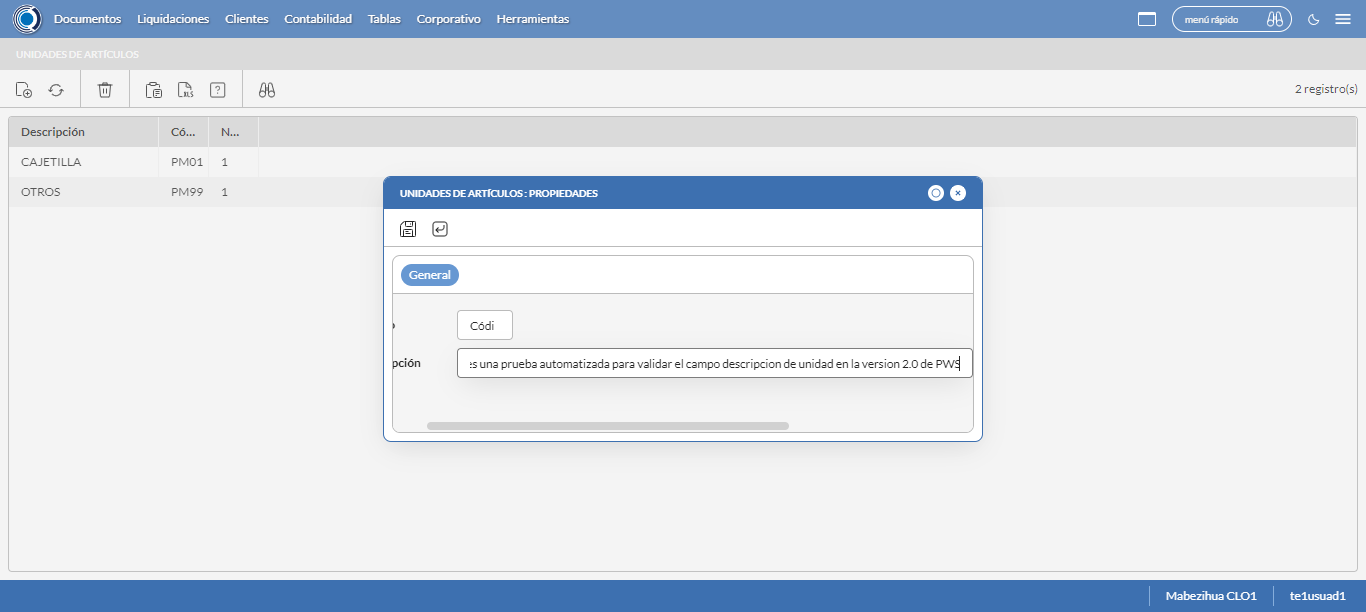 Documentos Liquidaciones Clientes Contabilidad Tablas Corporativo Herramientas menú rápido
UNIDADES DE ARTÍCULOS
XLS ? 2 registro(s)
Descripción Có... N...
CAJETILLA PM01 1
OTROS PM99 1
UNIDADES DE ARTÍCULOS : PROPIEDADES
General
Códi
pción es una prueba automatizada para validar el campo descripcion de unidad en la version 2.0 de PWS
Mabezihua CLO1 te1usuad1